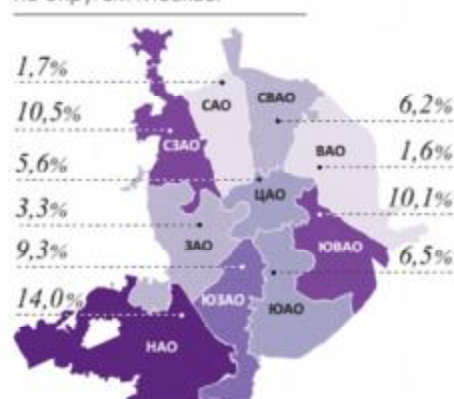 1,7%
10,5%
5,6%
3,3%
9,3%
14,0%
САО
СВАО
СЗАО
ВАО
ЦАО
ЗАО
ЮВАО
ЮЗАО
ЮАО
НАО
6,2%
1,6%
10,1%
6,5%